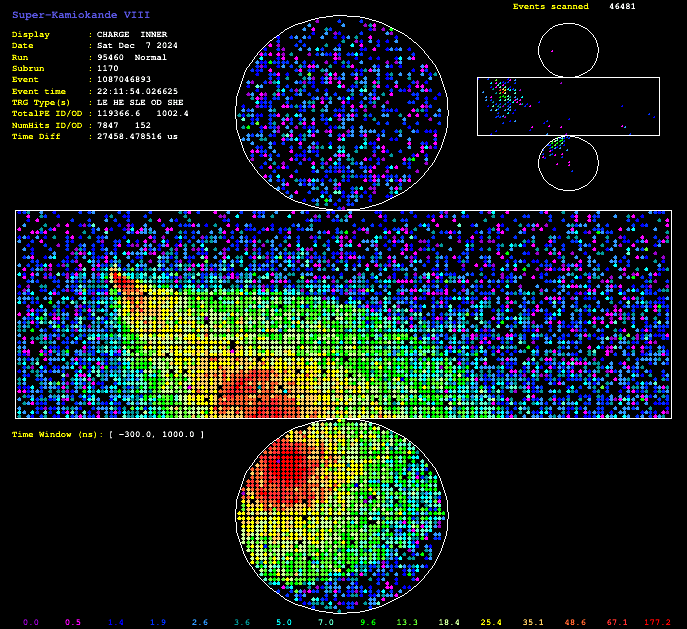 Super-Kamiokande VIII
Events scanned 46481
Display : CHARGE INNER
Date : Sat Dec 7 2024
Run : 95460 Normal
Subrun : 1170
Event : 1087046893
Event time : 22:11:54.026625
TRG Type(s) : LE HE SLE OD SHE
TotalPE ID/OD : 119366.6 1002.4
NumHits ID/OD : 7847 152
Time Diff : 27458.478516 us
Time Window (ns): [ -300.0, 1000.0 ]
0.0 0.5 1.1 1.9 2.6 3.6 5.0 7.0 9.6 13.3 18.4 25.4 35.1 48.6 67.1 177.2